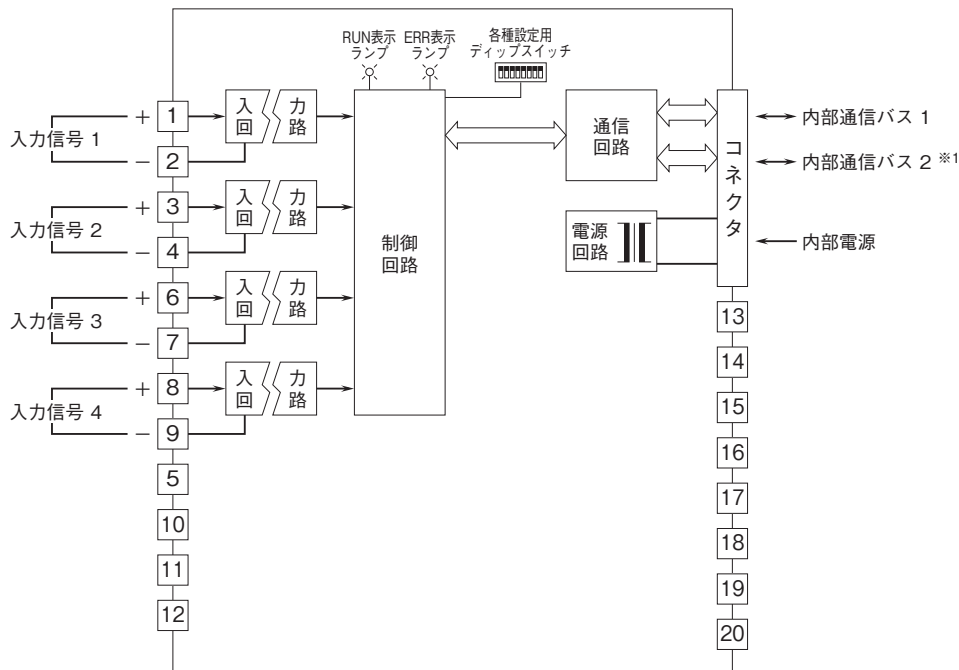 RUN表示
ランプ
ERR表示
ランプ
各種設定用
ディップスイッチ
入力信号 1
+ 1
− 2
入 力
回 路
入力信号 2
+ 3
− 4
入 力
回 路
入力信号 3
+ 6
− 7
入 力
回 路
入力信号 4
+ 8
− 9
入 力
回 路
5
10
11
12
制御
回路
通信
回路
電源
回路
コネクタ
内部通信バス 1
内部通信バス 2 ※1
内部電源
13
14
15
16
17
18
19
20